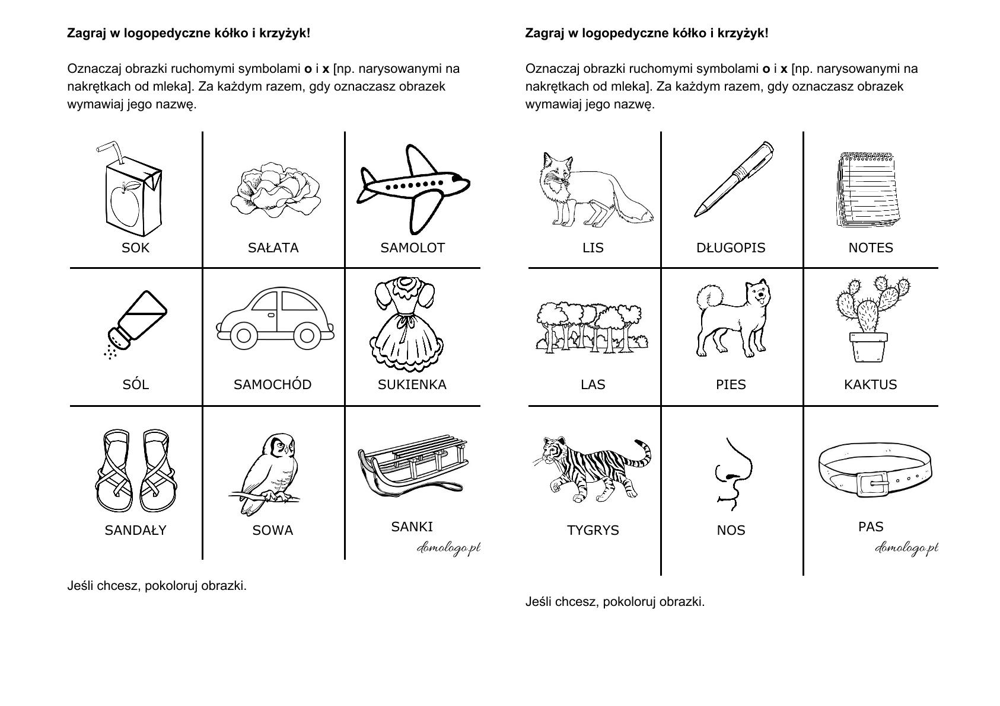 Zagraj w logopedyczne kółko i krzyżyk!
Oznaczaj obrazki ruchomymi symbolami o i x [np. narysowanymi na
nakrętkach od mleka]. Za każdym razem, gdy oznaczasz obrazek
wymawiaj jego nazwę.
SOK SAŁATA SAMOLOT
SÓL SAMOCHÓD SUKIENKA
SANDAŁY SOWA SANKI
domologo.pl
Jeśli chcesz, pokoloruj obrazki.
Zagraj w logopedyczne kółko i krzyżyk!
Oznaczaj obrazki ruchomymi symbolami o i x [np. narysowanymi na
nakrętkach od mleka]. Za każdym razem, gdy oznaczasz obrazek
wymawiaj jego nazwę.
LIS DŁUGOPIS NOTES
LAS PIES KAKTUS
TYGRYS NOS PAS
domologo.pl
Jeśli chcesz, pokoloruj obrazki.